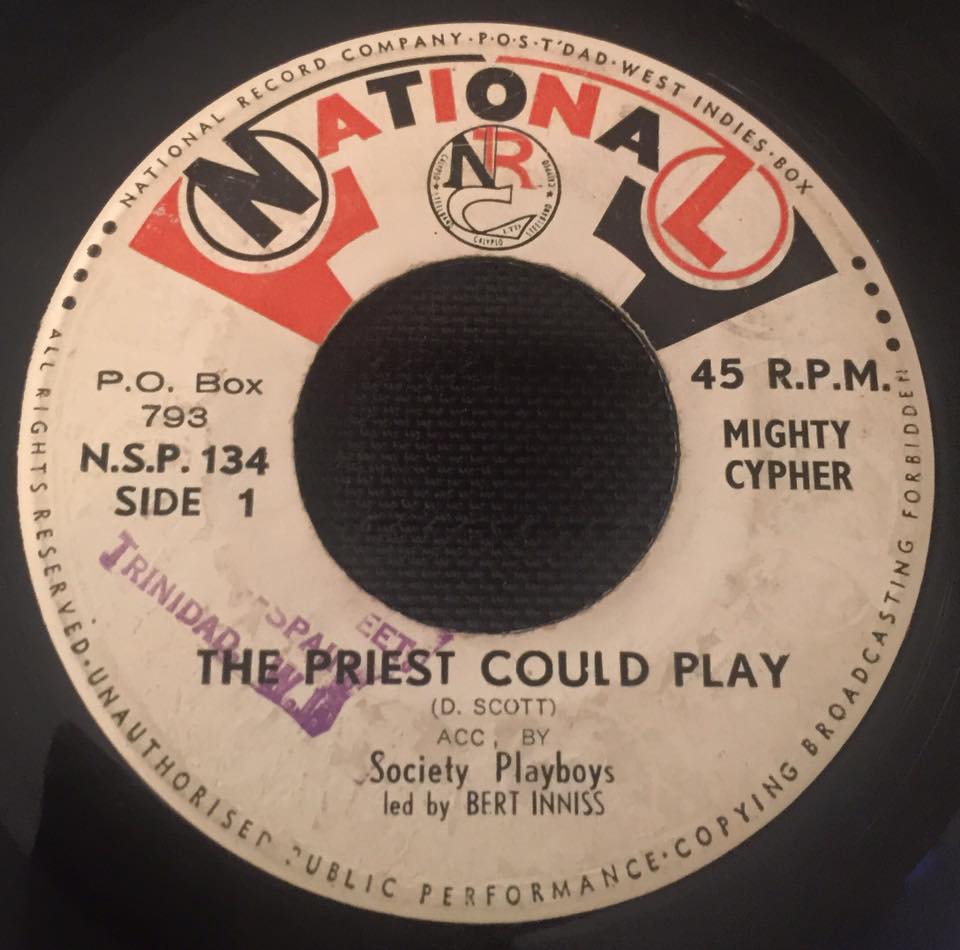 NATIONAL RECORD COMPANY·P·O·S·T'DAD·WEST INDIES·BOX
NATIONAL
NRC
CALYPSO
LTD
P.O. Box
793
N.S.P. 134
SIDE 1
45 R.P.M.
MIGHTY
CYPHER
TRINIDAD, W.I.
THE PRIEST COULD PLAY
(D. SCOTT)
ACC, BY
Society Playboys
led by BERT INNISS
ALL RIGHTS RESERVED·UNAUTHORISED PUBLIC PERFORMANCE·COPYING BROADCASTING FORBIDDEN